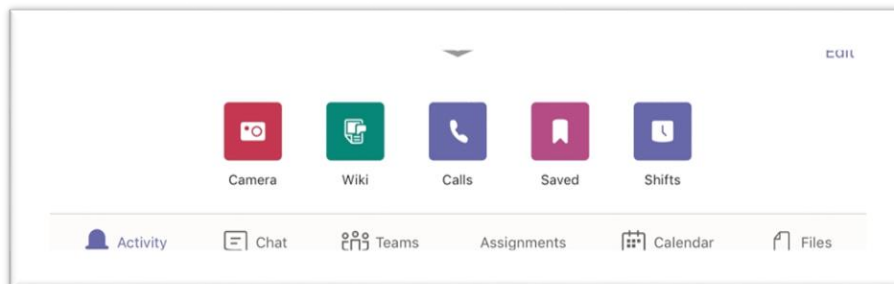 Edit
Camera Wiki Calls Saved Shifts
Activity Chat Teams Assignments Calendar Files